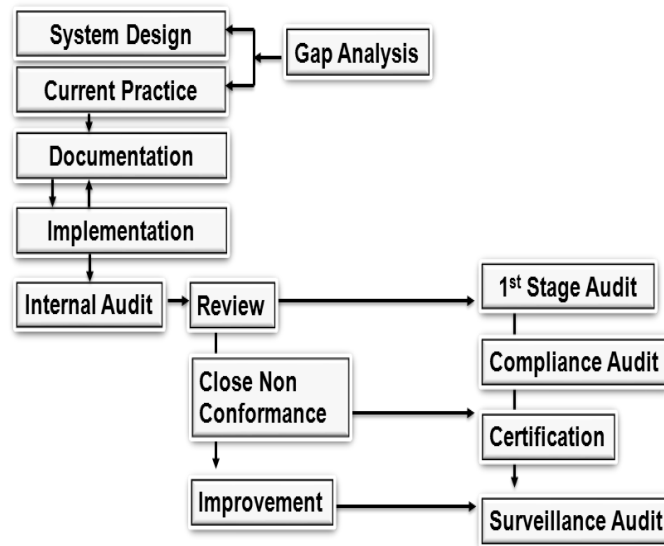 System Design
Gap Analysis
Current Practice
Documentation
Implementation
Internal Audit
Review
1st Stage Audit
Compliance Audit
Close Non
Conformance
Certification
Improvement
Surveillance Audit